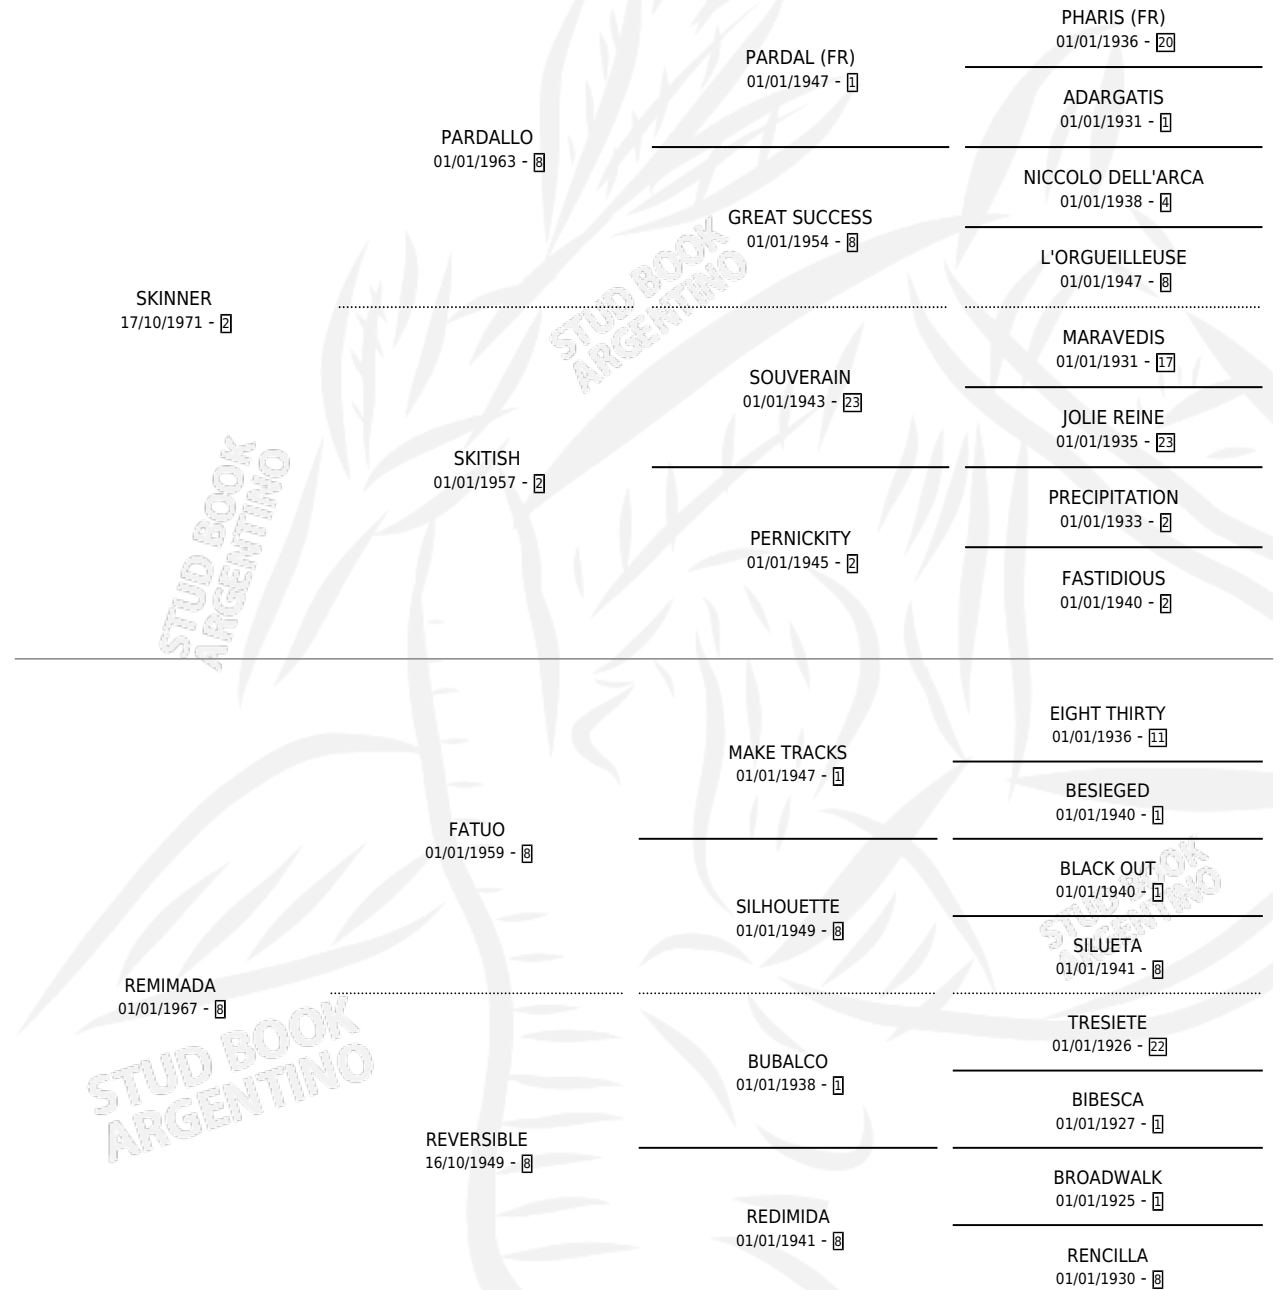 PHARIS (FR)
01/01/1936 - 20
PARDAL (FR)
01/01/1947 - 1
ADARGATIS
01/01/1931 - 1
PARDALLO
01/01/1963 - 8
NICCOLO DELL'ARCA
01/01/1938 - 4
GREAT SUCCESS
01/01/1954 - 8
L'ORGUEILLEUSE
01/01/1947 - 8
SKINNER
17/10/1971 - 2
MARAVEDIS
01/01/1931 - 17
SOUVERAIN
01/01/1943 - 23
JOLIE REINE
01/01/1935 - 23
SKITISH
01/01/1957 - 2
PRECIPITATION
01/01/1933 - 2
PERNICKITY
01/01/1945 - 2
FASTIDIOUS
01/01/1940 - 2
STUD BOOK
ARGENTINO
STUD BOOK
ARGENTINO
EIGHT THIRTY
01/01/1936 - 11
MAKE TRACKS
01/01/1947 - 1
BESIEGED
01/01/1940 - 1
FATUO
01/01/1959 - 8
BLACK OUT
01/01/1940 - 1
SILHOUETTE
01/01/1949 - 8
SILUETA
01/01/1941 - 8
REMIMADA
01/01/1967 - 8
TRESIETE
01/01/1926 - 22
BUBALCO
01/01/1938 - 1
BIBESCA
01/01/1927 - 1
REVERSIBLE
16/10/1949 - 8
BROADWALK
01/01/1925 - 1
REDIMIDA
01/01/1941 - 8
RENCILLA
01/01/1930 - 8
STUD BOOK
ARGENTINO
STUD BOOK
ARGENTINO